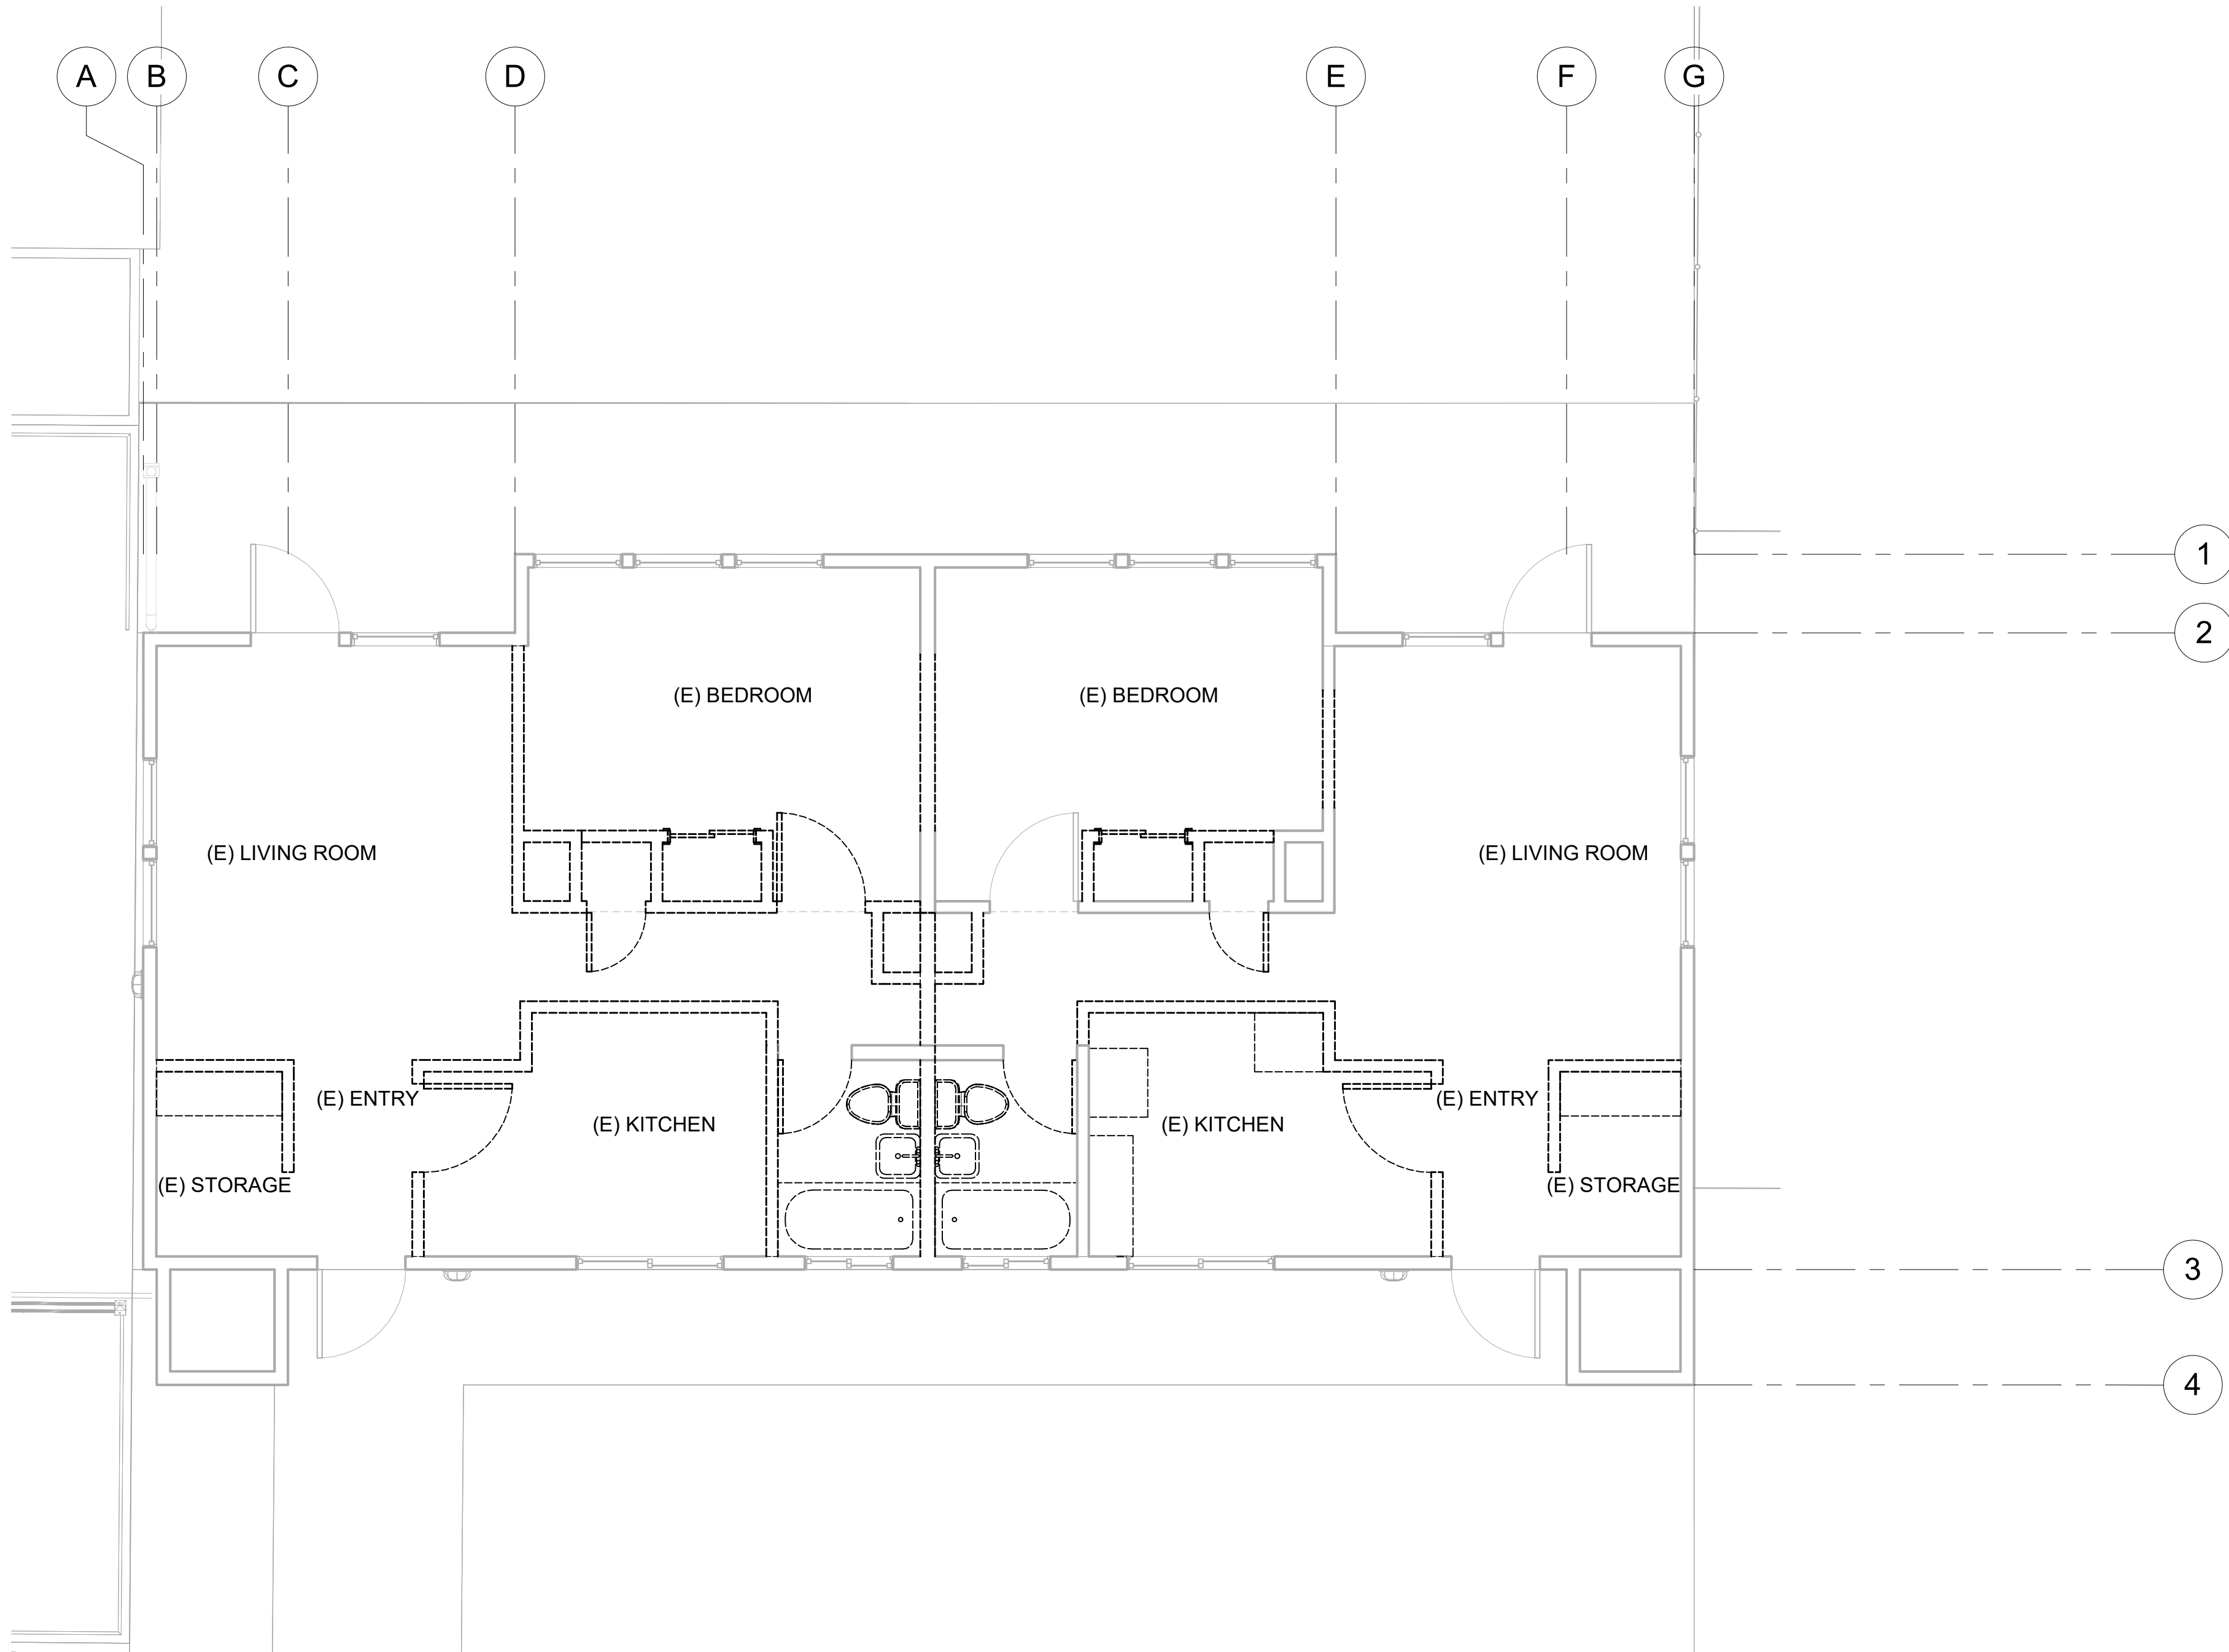 A
B
C
D
E
F
G
1
2
(E) BEDROOM
(E) BEDROOM
(E) LIVING ROOM
(E) LIVING ROOM
(E) ENTRY
(E) ENTRY
(E) KITCHEN
(E) KITCHEN
(E) STORAGE
(E) STORAGE
3
4